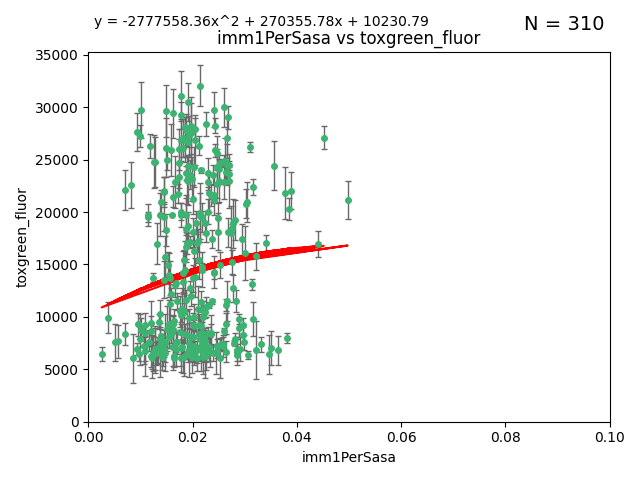 y = -2777558.36x^2 + 270355.78x + 10230.79
N = 310
imm1PerSasa vs toxgreen_fluor
35000
30000
25000
20000
15000
10000
5000
0
toxgreen_fluor
0.00 0.02 0.04 0.06 0.08 0.10
imm1PerSasa